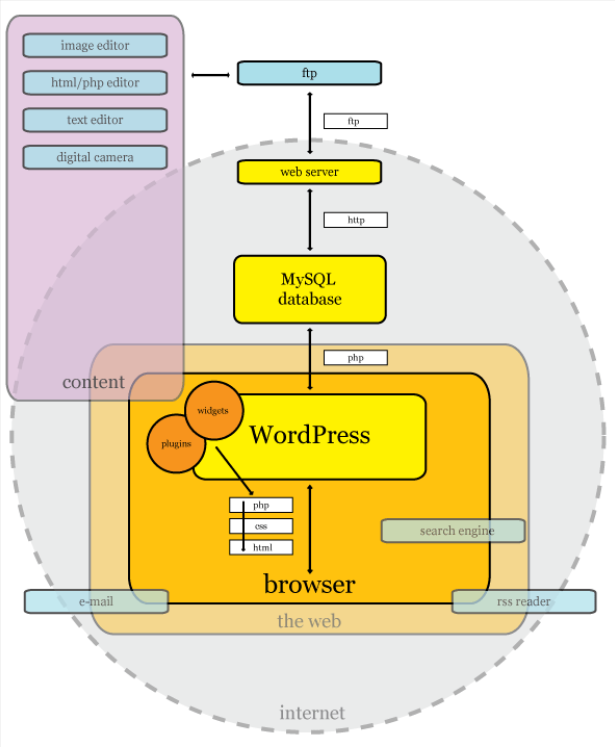 image editor
html/php editor
text editor
digital camera
content
ftp
ftp
web server
http
MySQL
database
php
widgets
plugins
WordPress
php
css
html
search engine
browser
e-mail
rss reader
the web
internet